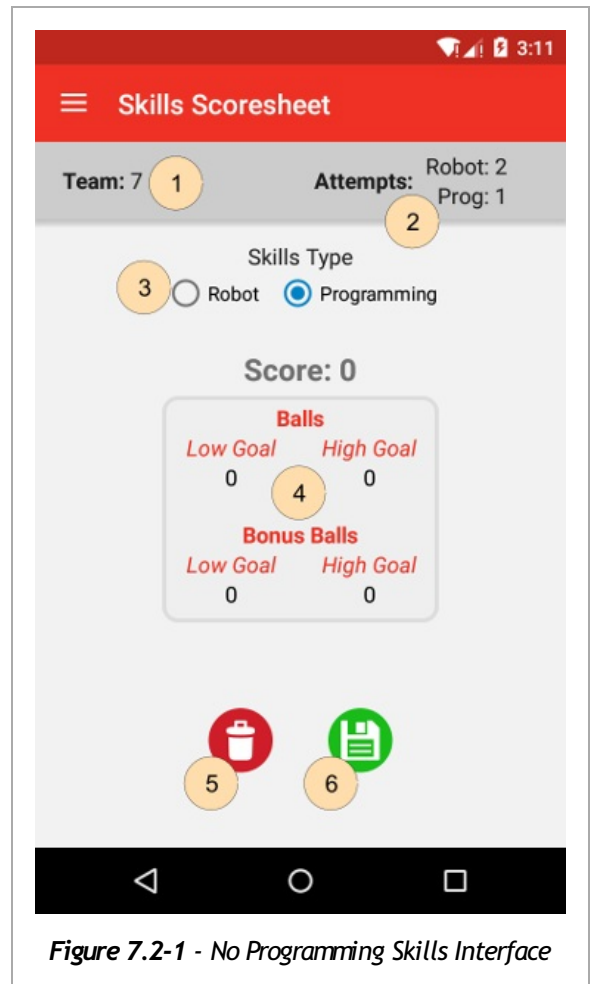 3:11
Skills Scoresheet
Team: 7 1
Attempts: Robot: 2
Prog: 1
2
Skills Type
3 Robot Programming
Score: 0
Balls
Low Goal High Goal
0 4 0
Bonus Balls
Low Goal High Goal
0 0
5 6
Figure 7.2-1 - No Programming Skills Interface